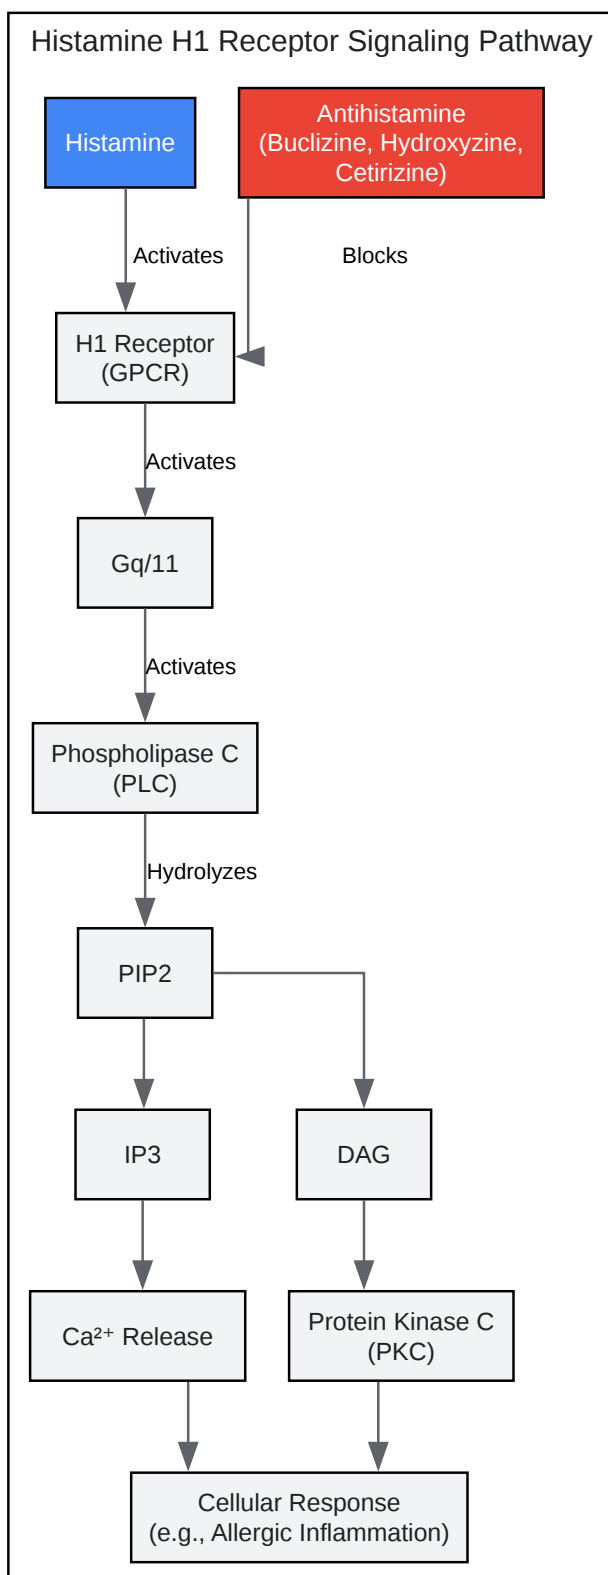 Histamine H1 Receptor Signaling Pathway
Histamine
Antihistamine
(Buclizine, Hydroxyzine,
Cetirizine)
Activates
Blocks
H1 Receptor
(GPCR)
Activates
Gq/11
Activates
Phospholipase C
(PLC)
Hydrolyzes
PIP2
IP3
DAG
Ca²⁺ Release
Protein Kinase C
(PKC)
Cellular Response
(e.g., Allergic Inflammation)